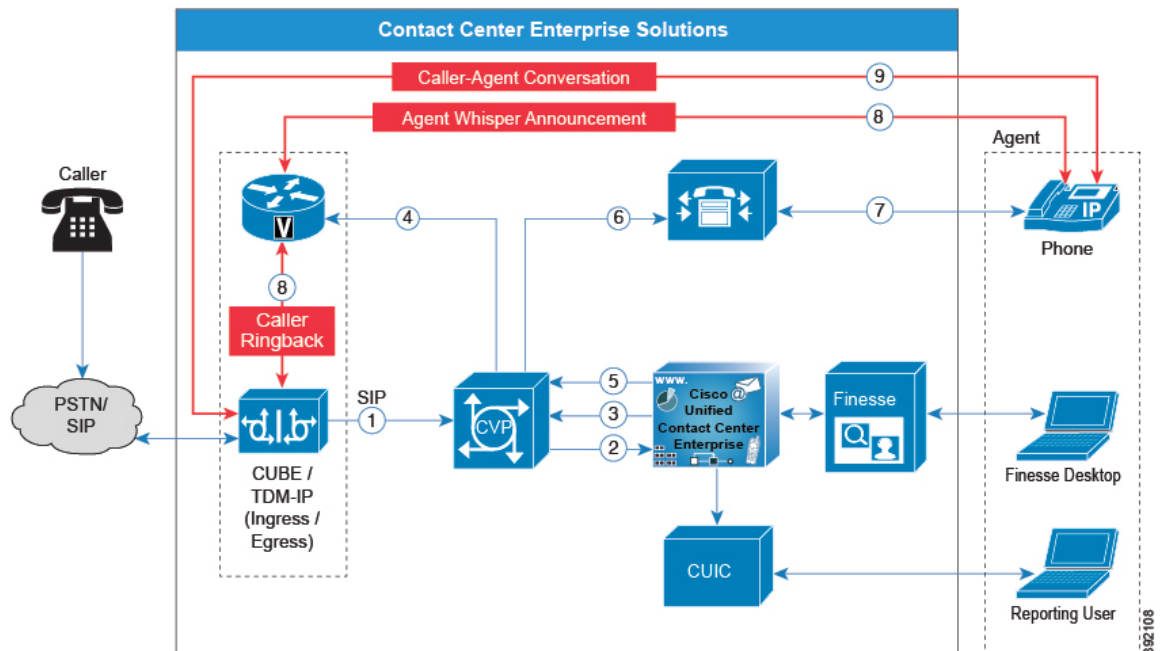 Contact Center Enterprise Solutions
Caller-Agent Conversation
9
Agent Whisper Announcement
8
Agent
Caller
V
4
6
7
IP
Phone
8
Caller
Ringback
PSTN/
SIP
SIP
1
CVP
5
3
2
www.
Cisco @
Unified
Contact Center
Enterprise
Finesse
Finesse Desktop
CUBE /
TDM-IP
(Ingress /
Egress)
CUIC
Reporting User
392108